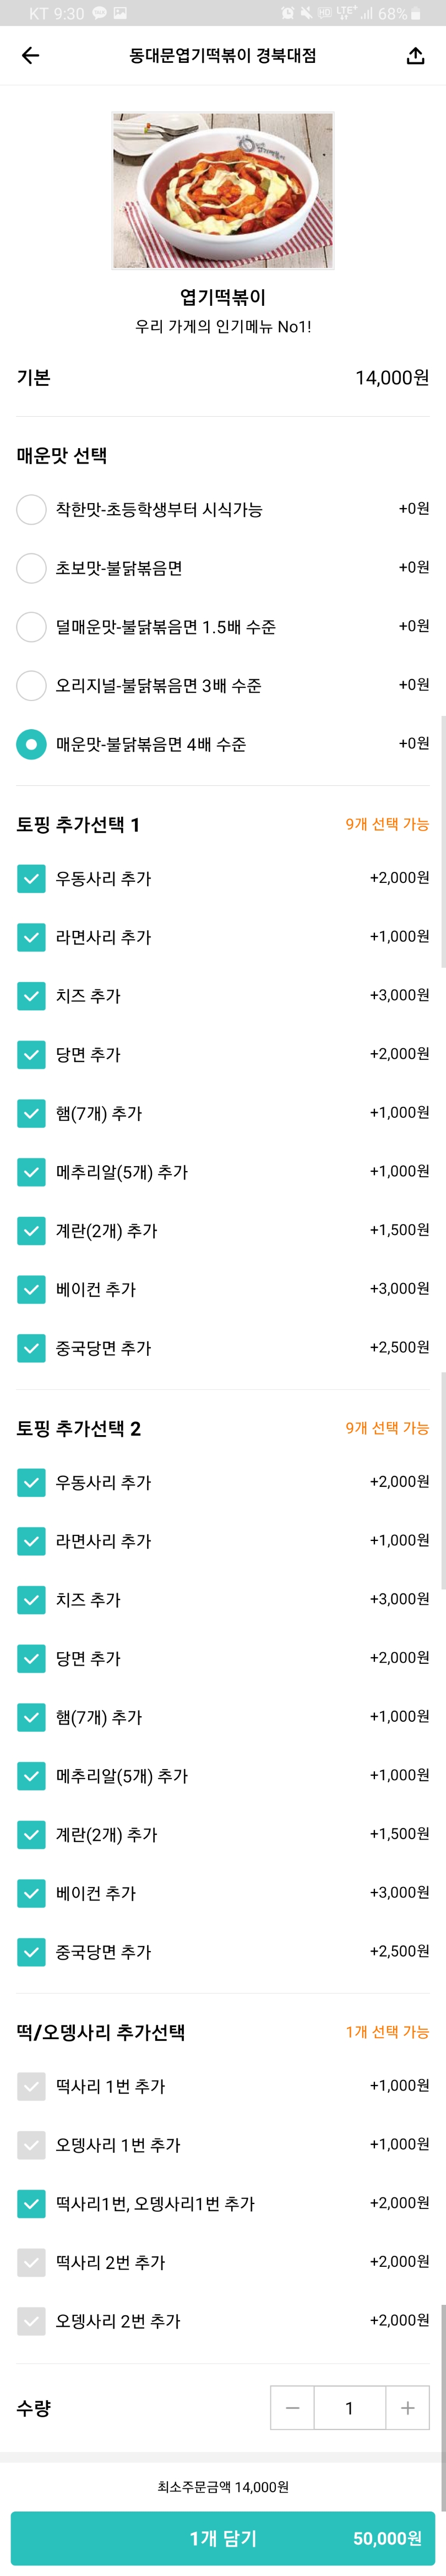 KT 9:30 68%
동대문엽기떡볶이 경북대점
엽기떡볶이
엽기떡볶이
우리 가게의 인기메뉴 No1!
기본 14,000원
매운맛 선택
착한맛-초등학생부터 시식가능 +0원
초보맛-불닭볶음면 +0원
덜매운맛-불닭볶음면 1.5배 수준 +0원
오리지널-불닭볶음면 3배 수준 +0원
매운맛-불닭볶음면 4배 수준 +0원
토핑 추가선택 1 9개 선택 가능
우동사리 추가 +2,000원
라면사리 추가 +1,000원
치즈 추가 +3,000원
당면 추가 +2,000원
햄(7개) 추가 +1,000원
메추리알(5개) 추가 +1,000원
계란(2개) 추가 +1,500원
베이컨 추가 +3,000원
중국당면 추가 +2,500원
토핑 추가선택 2 9개 선택 가능
우동사리 추가 +2,000원
라면사리 추가 +1,000원
치즈 추가 +3,000원
당면 추가 +2,000원
햄(7개) 추가 +1,000원
메추리알(5개) 추가 +1,000원
계란(2개) 추가 +1,500원
베이컨 추가 +3,000원
중국당면 추가 +2,500원
떡/오뎅사리 추가선택 1개 선택 가능
떡사리 1번 추가 +1,000원
오뎅사리 1번 추가 +1,000원
떡사리1번, 오뎅사리1번 추가 +2,000원
떡사리 2번 추가 +2,000원
오뎅사리 2번 추가 +2,000원
수량 − 1 +
최소주문금액 14,000원
1개 담기 50,000원